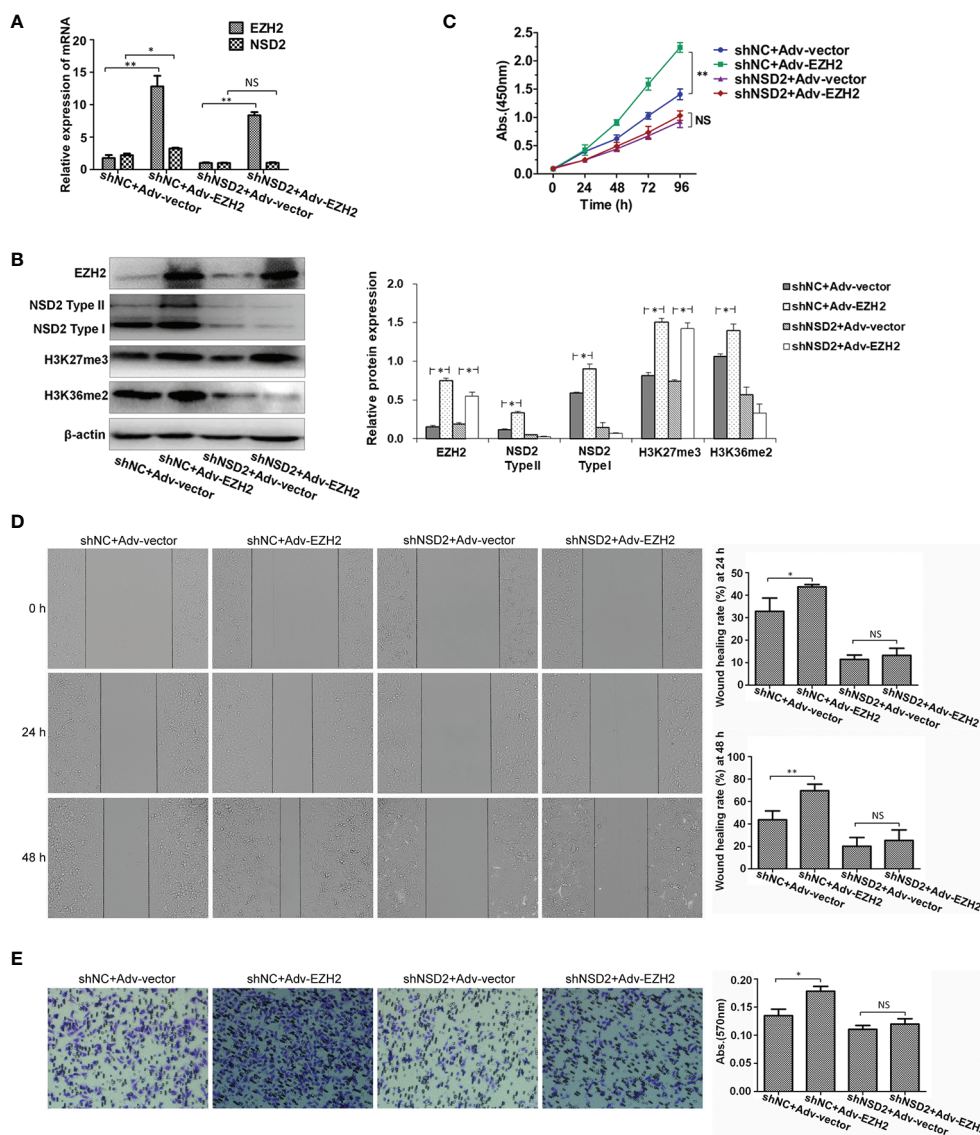 A
Relative expression of mRNA
20
15
10
5
0
EZH2
NSD2
*
**
NS
**
shNC+Adv-vector
shNC+Adv-EZH2
shNSD2+Adv-vector
shNSD2+Adv-EZH2
C
Abs.(450nm)
2.5
2.0
1.5
1.0
0.5
0.0
0 24 48 72 96
Time (h)
shNC+Adv-vector
shNC+Adv-EZH2
shNSD2+Adv-vector
shNSD2+Adv-EZH2
**
NS
B
EZH2
NSD2 Type II
NSD2 Type I
H3K27me3
H3K36me2
β-actin
shNC+Adv-vector
shNC+Adv-EZH2
shNSD2+Adv-vector
shNSD2+Adv-EZH2
Relative protein expression
2.0
1.5
1.0
0.5
0.0
* * * * * * *
EZH2 NSD2 Type II NSD2 Type I H3K27me3 H3K36me2
shNC+Adv-vector
shNC+Adv-EZH2
shNSD2+Adv-vector
shNSD2+Adv-EZH2
D
shNC+Adv-vector shNC+Adv-EZH2 shNSD2+Adv-vector shNSD2+Adv-EZH2
0 h
24 h
48 h
Wound healing rate (%) at 24 h
50
40
30
20
10
0
*
NS
shNC+Adv-vector
shNC+Adv-EZH2
shNSD2+Adv-vector
shNSD2+Adv-EZH2
Wound healing rate (%) at 48 h
100
80
60
40
20
0
**
NS
shNC+Adv-vector
shNC+Adv-EZH2
shNSD2+Adv-vector
shNSD2+Adv-EZH2
E
shNC+Adv-vector shNC+Adv-EZH2 shNSD2+Adv-vector shNSD2+Adv-EZH2
Abs.(570nm)
0.20
0.15
0.10
0.05
0.00
*
NS
shNC+Adv-vector
shNC+Adv-EZH2
shNSD2+Adv-vector
shNSD2+Adv-EZH2